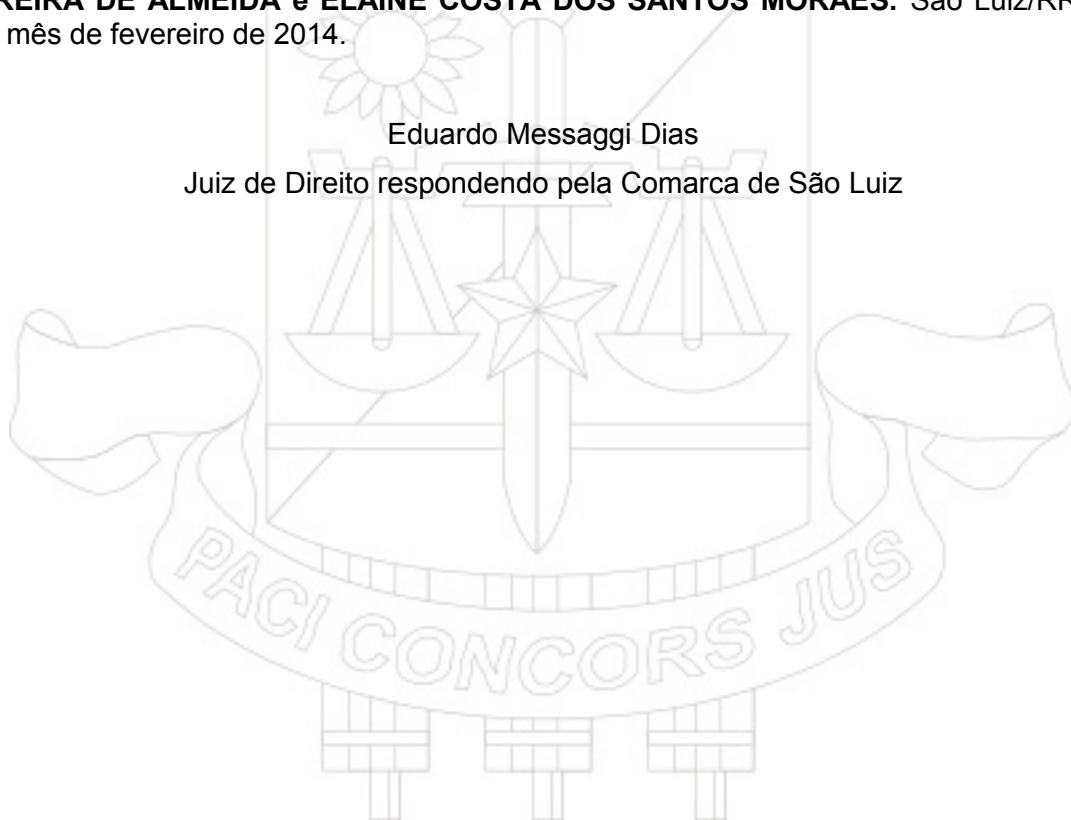 REIRA DE ALMEIDA e ELAINE COSTA DOS SANTOS MORAES. São Luiz/RR
mês de fevereiro de 2014.
Eduardo Messaggi Dias
Juiz de Direito respondendo pela Comarca de São Luiz
PACI CONCORS JUS